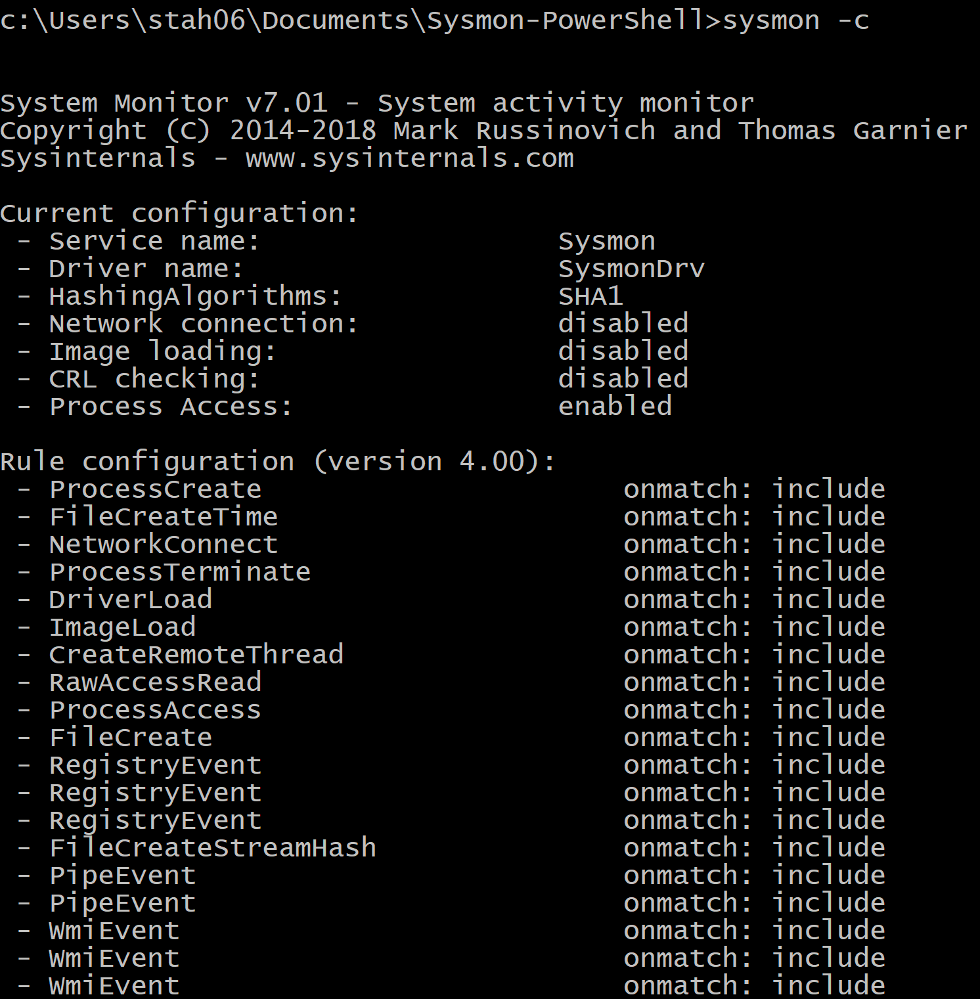 c:\Users\stah06\Documents\Sysmon-PowerShell>sysmon -c
System Monitor v7.01 - System activity monitor
Copyright (C) 2014-2018 Mark Russinovich and Thomas Garnier
Sysinternals - www.sysinternals.com
Current configuration:
- Service name: Sysmon
- Driver name: SysmonDrv
- HashingAlgorithms: SHA1
- Network connection: disabled
- Image loading: disabled
- CRL checking: disabled
- Process Access: enabled
Rule configuration (version 4.00):
- ProcessCreate onmatch: include
- FileCreateTime onmatch: include
- NetworkConnect onmatch: include
- ProcessTerminate onmatch: include
- DriverLoad onmatch: include
- ImageLoad onmatch: include
- CreateRemoteThread onmatch: include
- RawAccessRead onmatch: include
- ProcessAccess onmatch: include
- FileCreate onmatch: include
- RegistryEvent onmatch: include
- RegistryEvent onmatch: include
- RegistryEvent onmatch: include
- FileCreateStreamHash onmatch: include
- PipeEvent onmatch: include
- PipeEvent onmatch: include
- WmiEvent onmatch: include
- WmiEvent onmatch: include
- WmiEvent onmatch: include